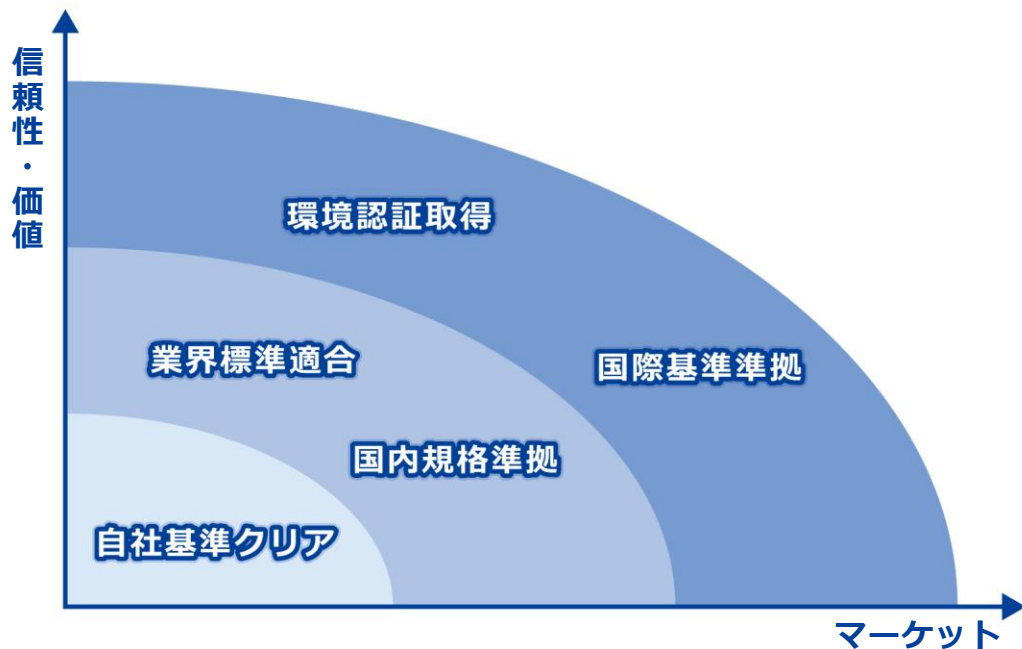 信頼性・価値
環境認証取得
業界標準適合
国際基準準拠
国内規格準拠
自社基準クリア
マーケット